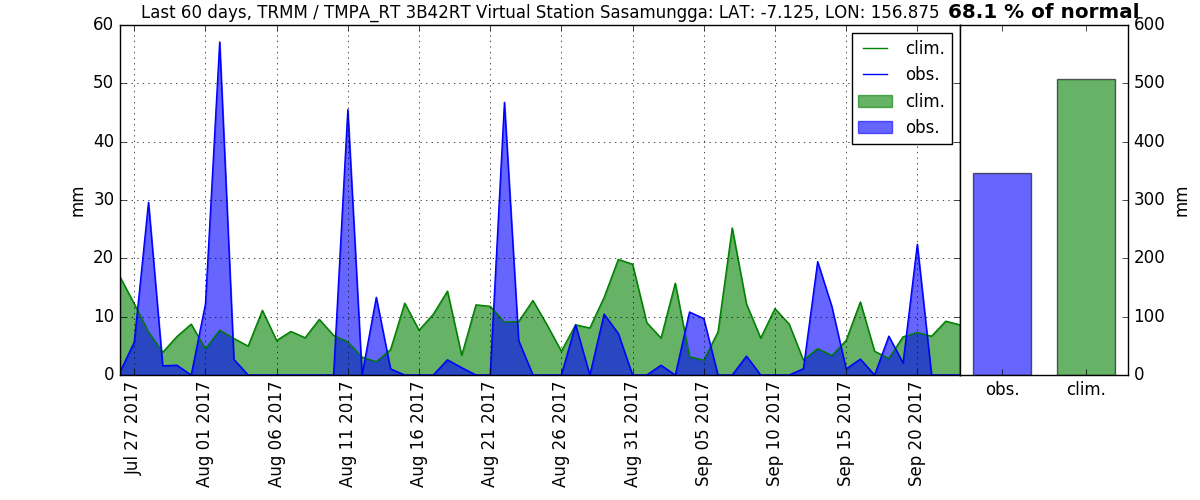 Last 60 days, TRMM / TMPA_RT 3B42RT Virtual Station Sasamungga: LAT: -7.125, LON: 156.875 68.1 % of normal
60
50
40
30
20
10
0
mm
clim.
obs.
clim.
obs.
600
500
400
300
200
100
0
mm
Jul 27 2017
Aug 01 2017
Aug 06 2017
Aug 11 2017
Aug 16 2017
Aug 21 2017
Aug 26 2017
Aug 31 2017
Sep 05 2017
Sep 10 2017
Sep 15 2017
Sep 20 2017
obs.
clim.